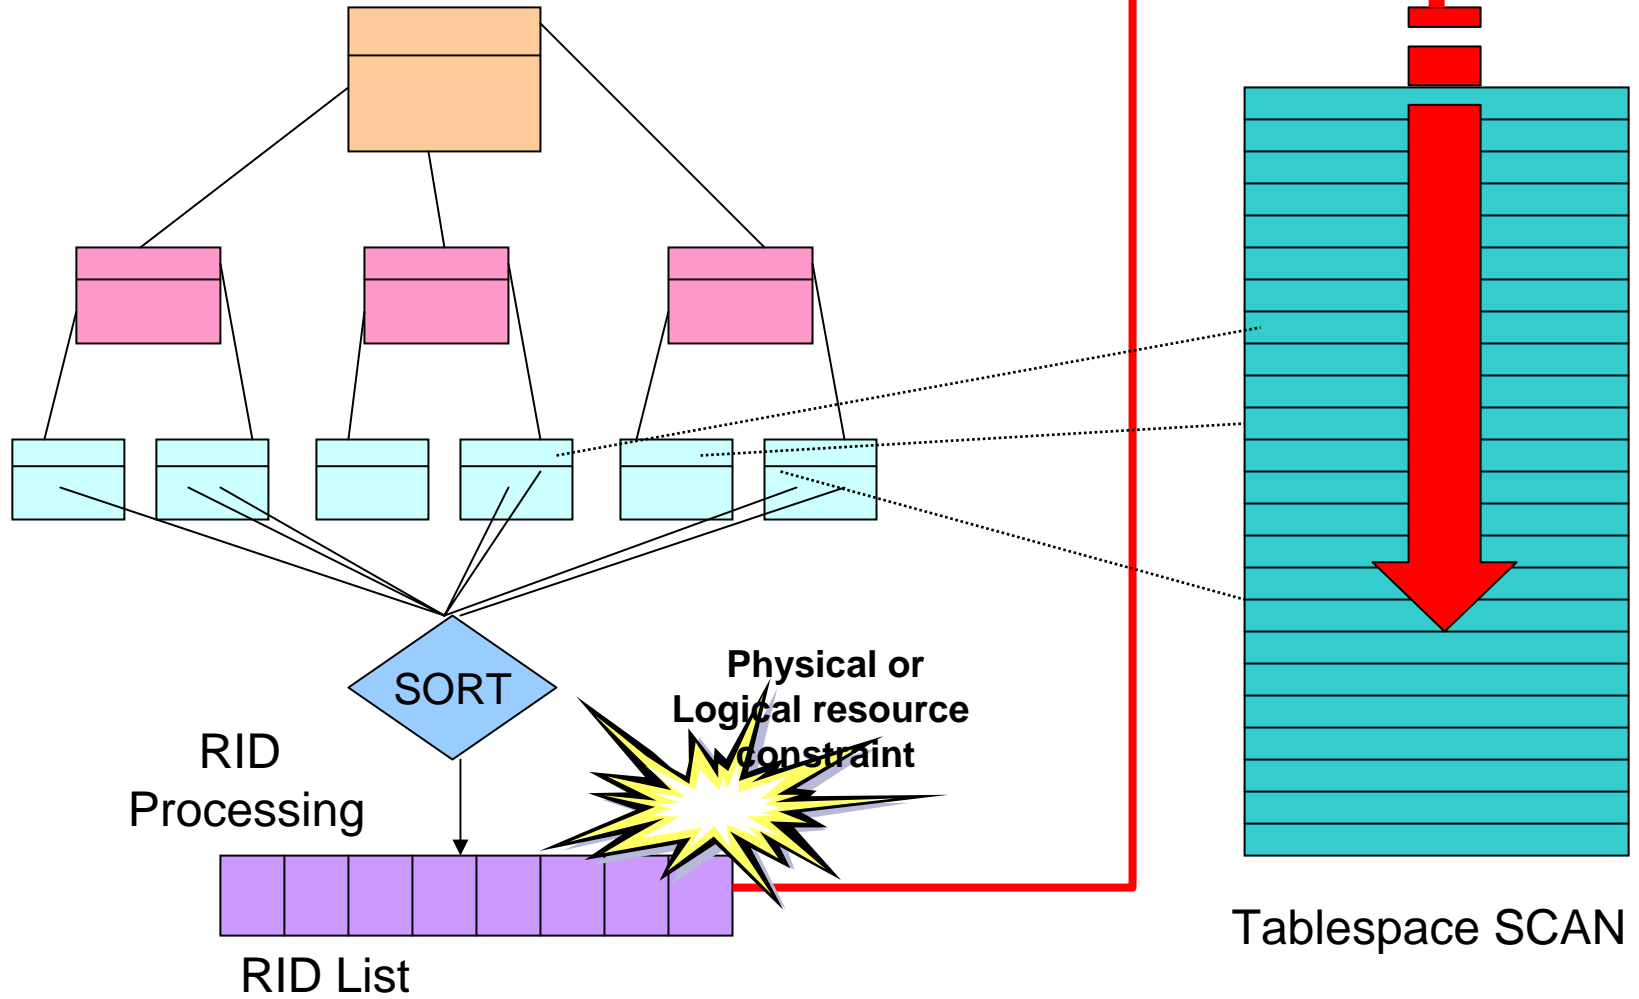 Physical or
Logical resource
constraint
SORT
RID
Processing
RID List
Tablespace SCAN